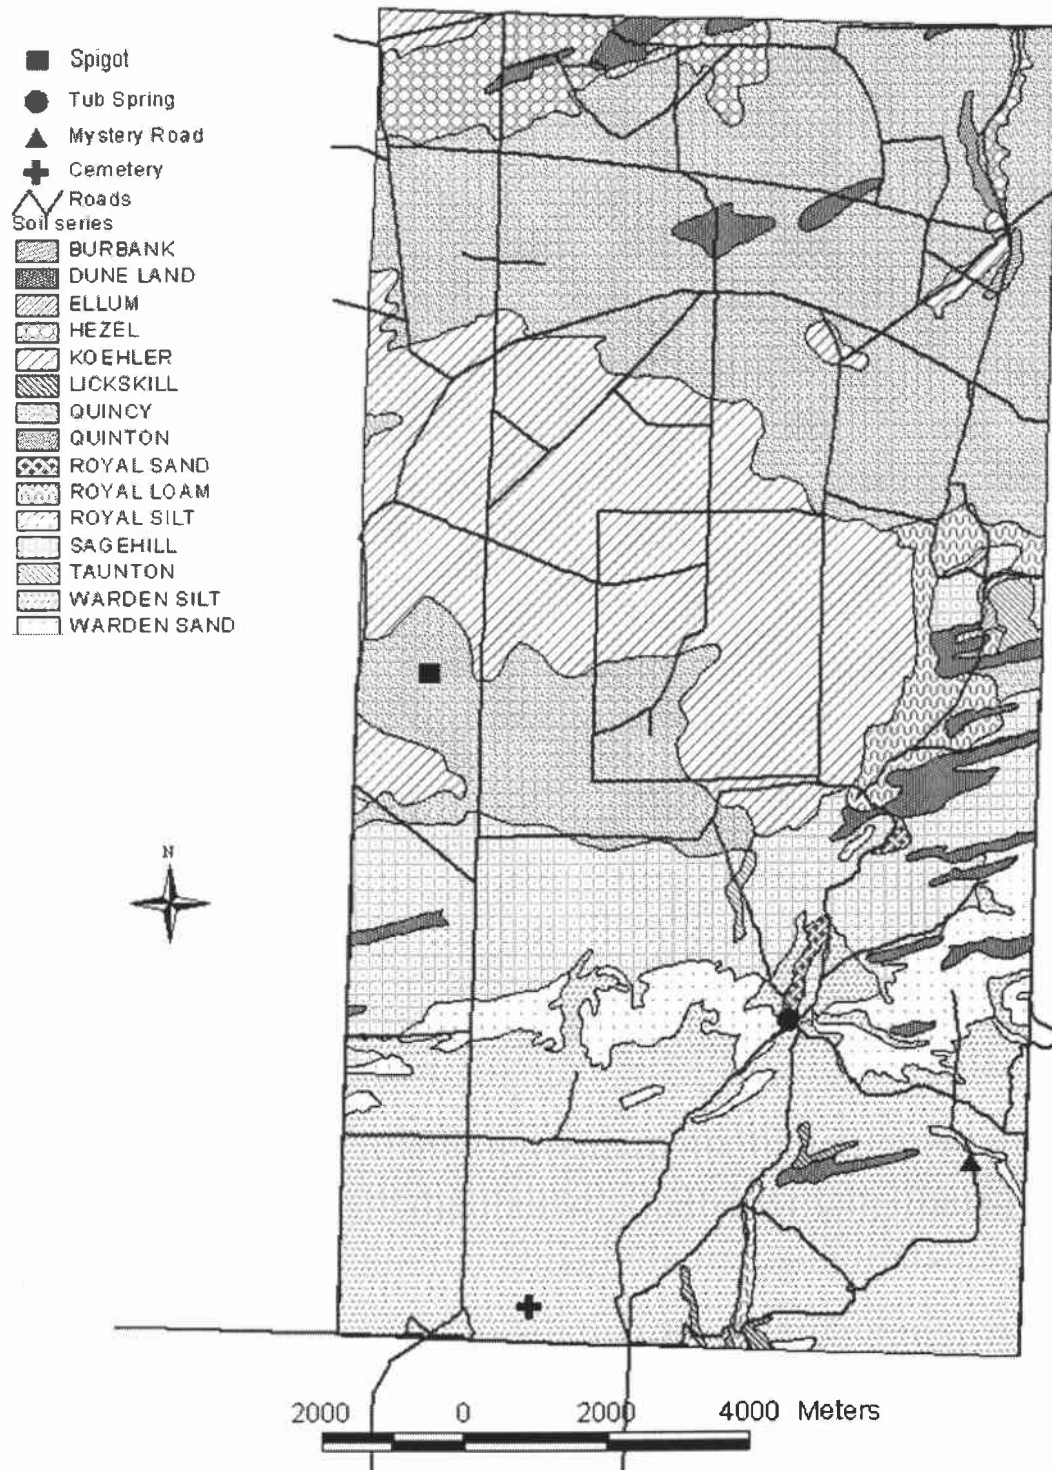 Spigot
Tub Spring
Mystery Road
Cemetery
Roads
Soil series
BURBANK
DUNE LAND
ELLUM
HEZEL
KOEHLER
LICKSKILL
QUINCY
QUINTON
ROYAL SAND
ROYAL LOAM
ROYAL SILT
SAGEHILL
TAUNTON
WARDEN SILT
WARDEN SAND
N
2000 0 2000 4000 Meters